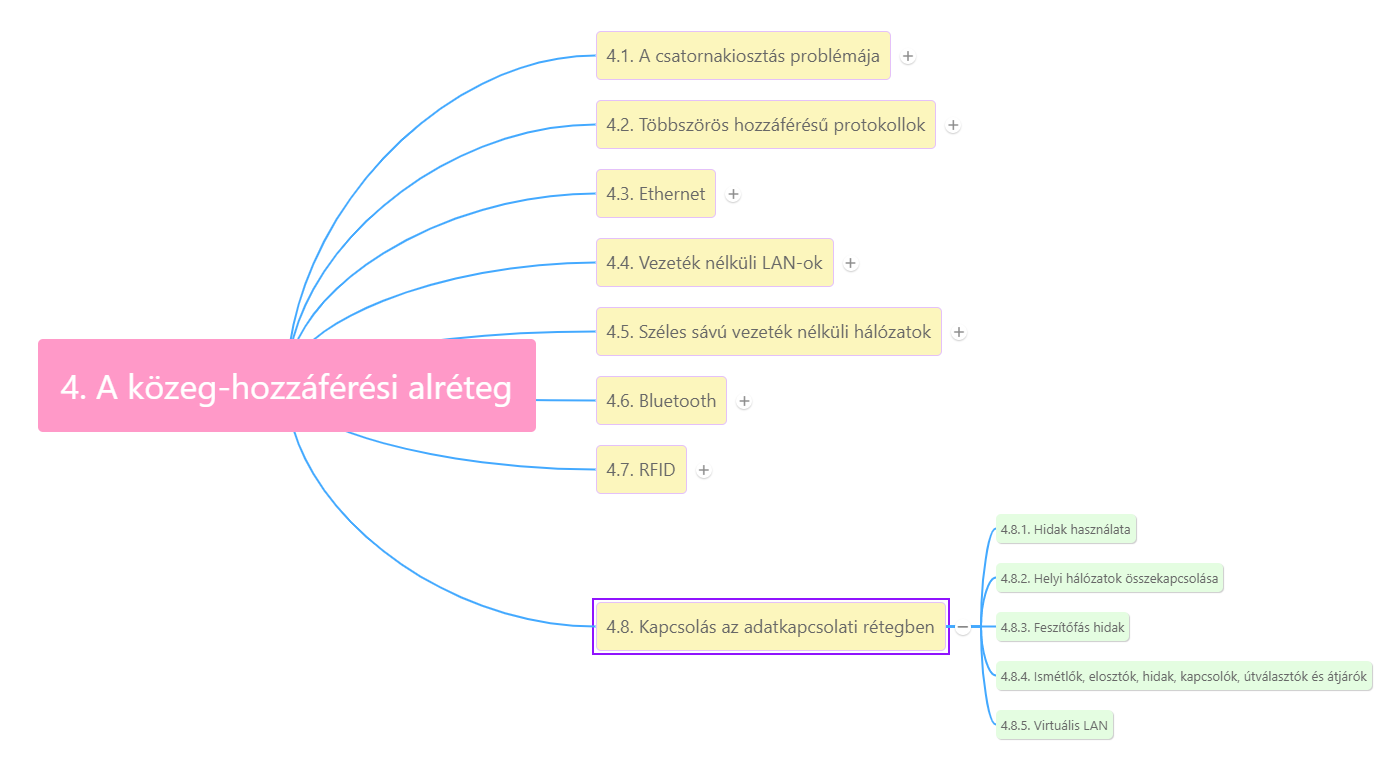 4. A közeg-hozzáférési alréteg
4.1. A csatornakiosztás problémája
4.2. Többszörös hozzáférésű protokollok
4.3. Ethernet
4.4. Vezeték nélküli LAN-ok
4.5. Széles sávú vezeték nélküli hálózatok
4.6. Bluetooth
4.7. RFID
4.8. Kapcsolás az adatkapcsolati rétegben
4.8.1. Hidak használata
4.8.2. Helyi hálózatok összekapcsolása
4.8.3. Feszítőfás hidak
4.8.4. Ismétlők, elosztók, hidak, kapcsolók, útválasztók és átjárók
4.8.5. Virtuális LAN